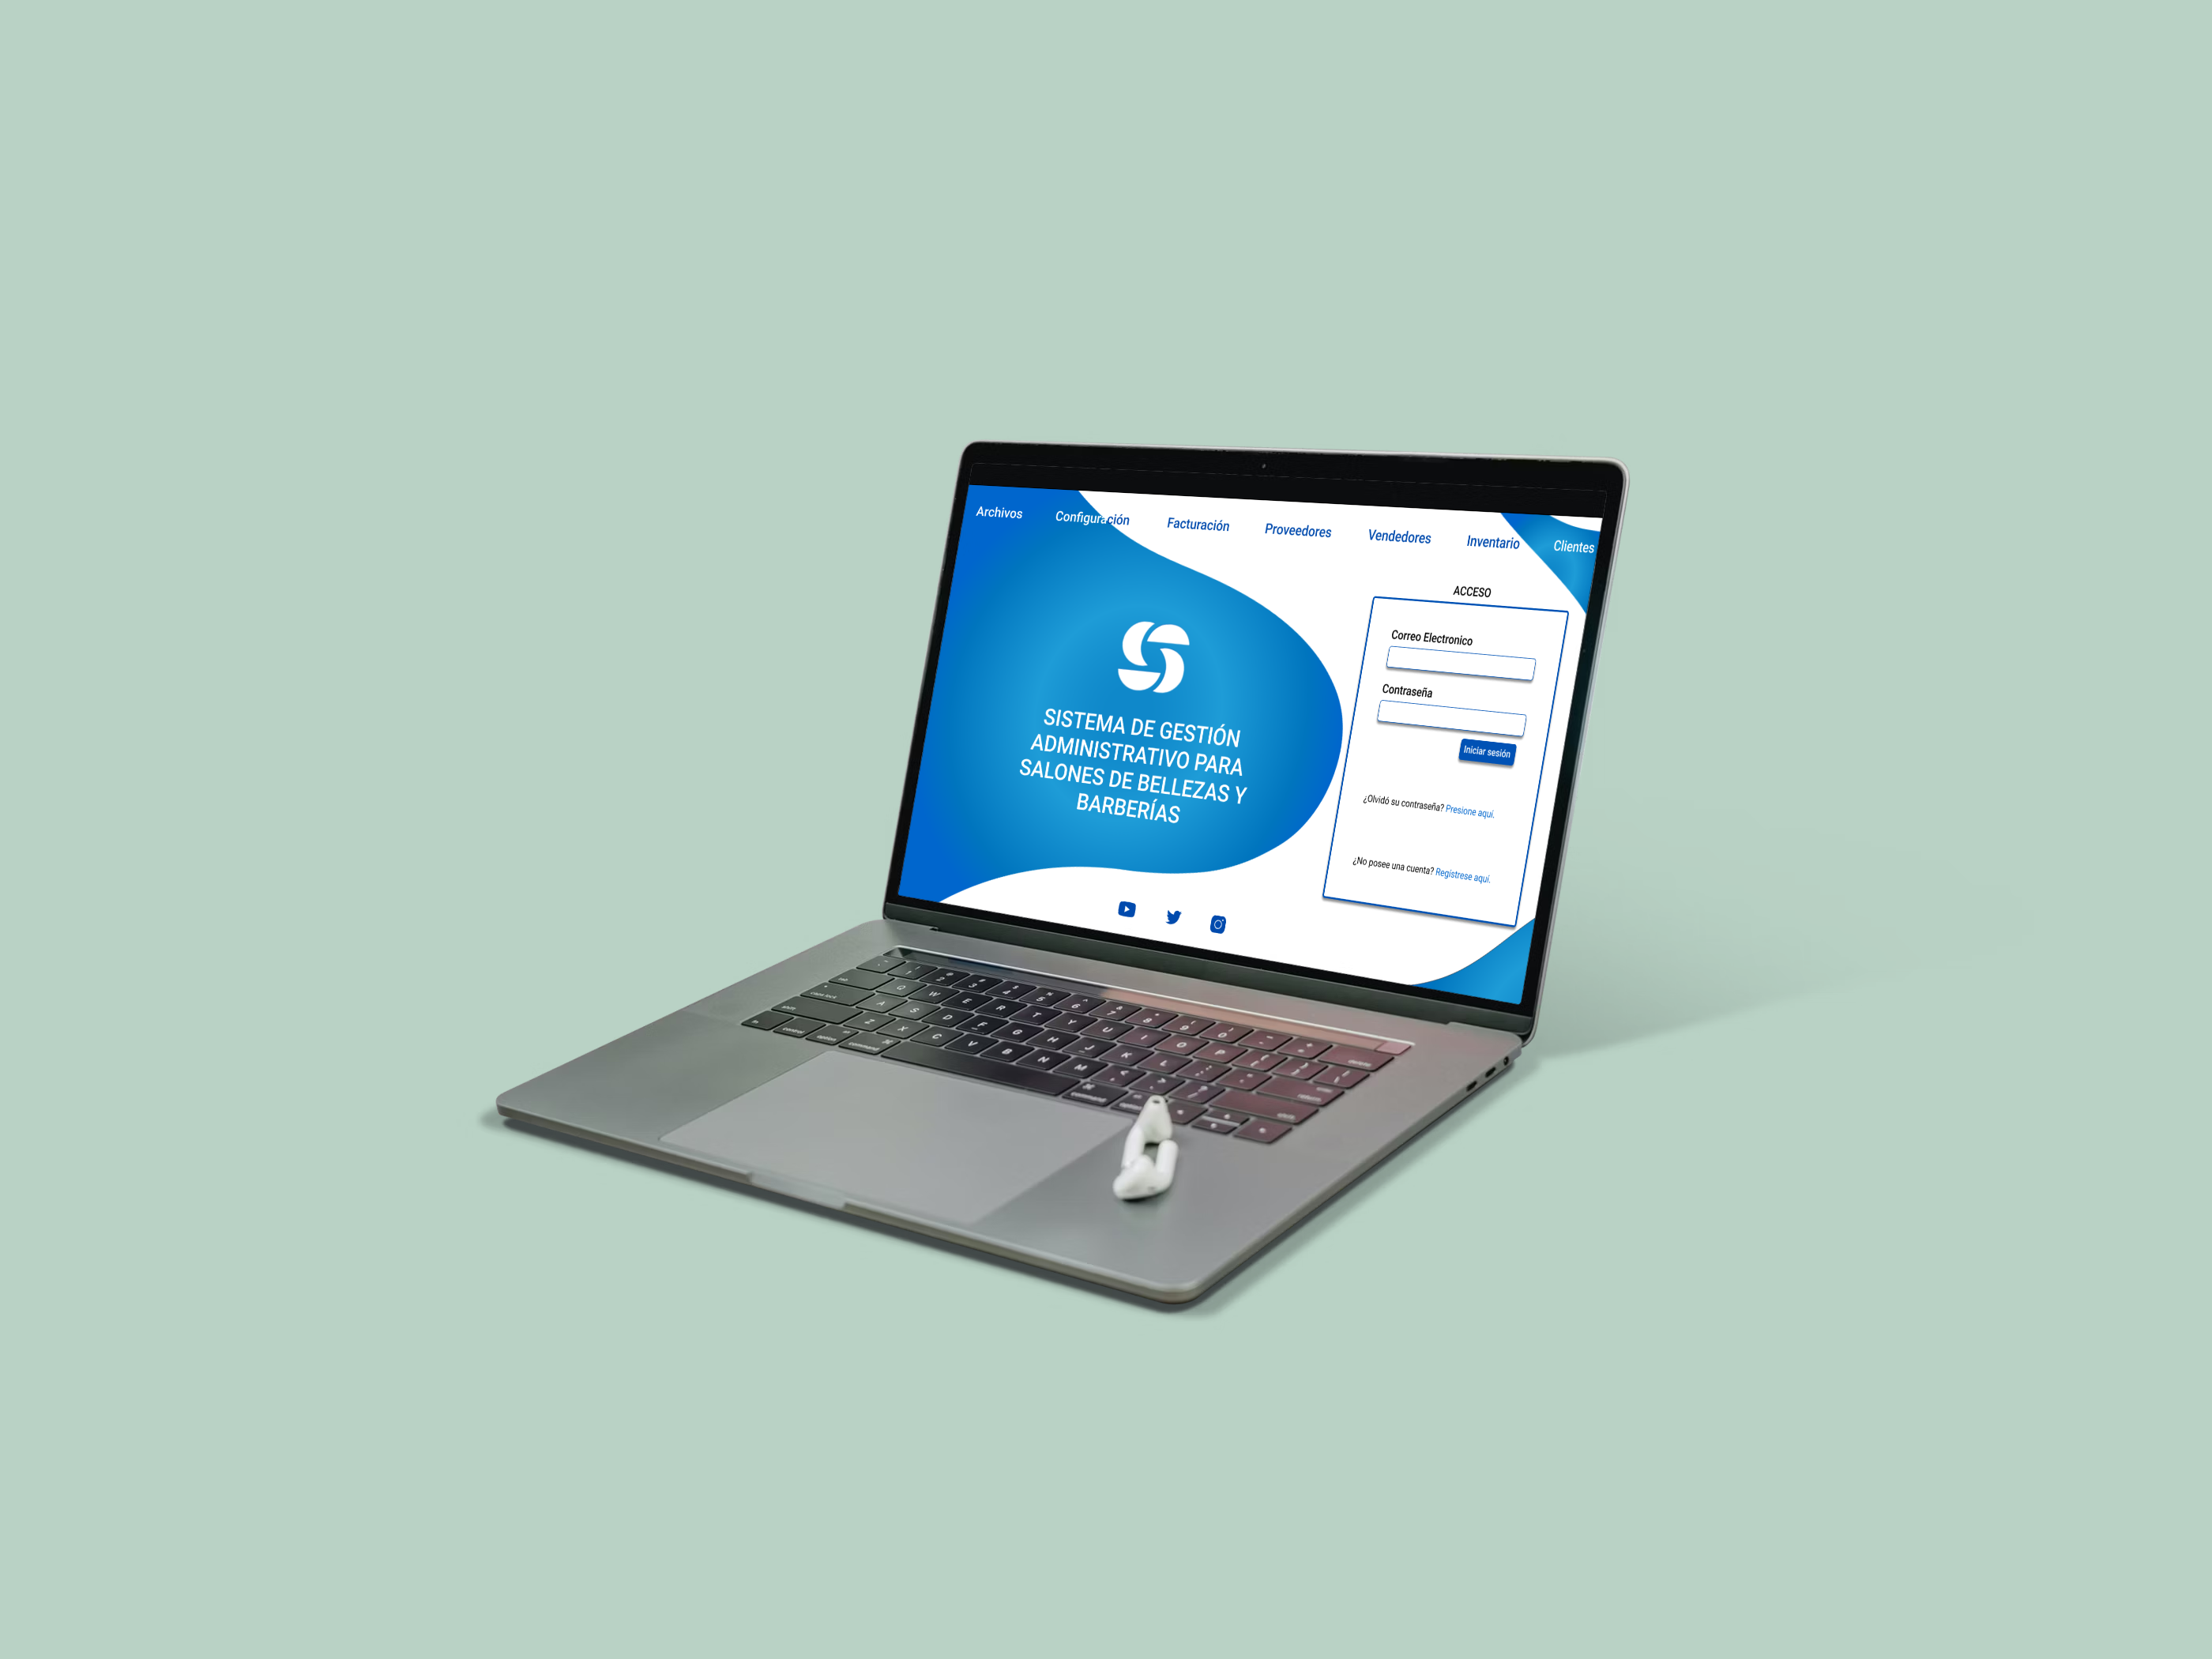 Archivos Configuración Facturación Proveedores Vendedores Inventario Clientes
SISTEMA DE GESTIÓN
ADMINISTRATIVO PARA
SALONES DE BELLEZAS Y
BARBERÍAS
ACCESO
Correo Electronico
Contraseña
Iniciar sesión
¿Olvidó su contraseña? Presione aquí.
¿No posee una cuenta? Regístrese aquí.